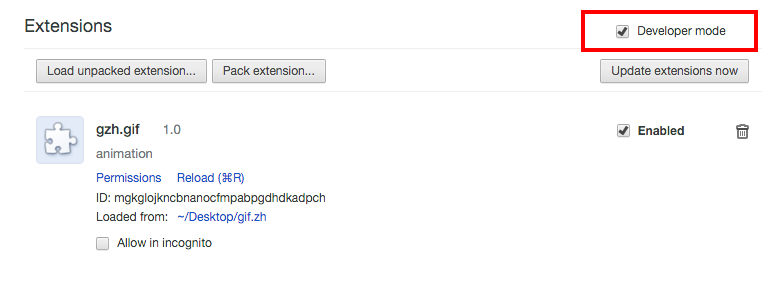 Extensions
Developer mode
Load unpacked extension... Pack extension... Update extensions now
gzh.gif 1.0 Enabled
animation
Permissions Reload (⌘R)
ID: mgkglojkncbnanocfmpabpgdhdkadpch
Loaded from: ~/Desktop/gif.zh
Allow in incognito